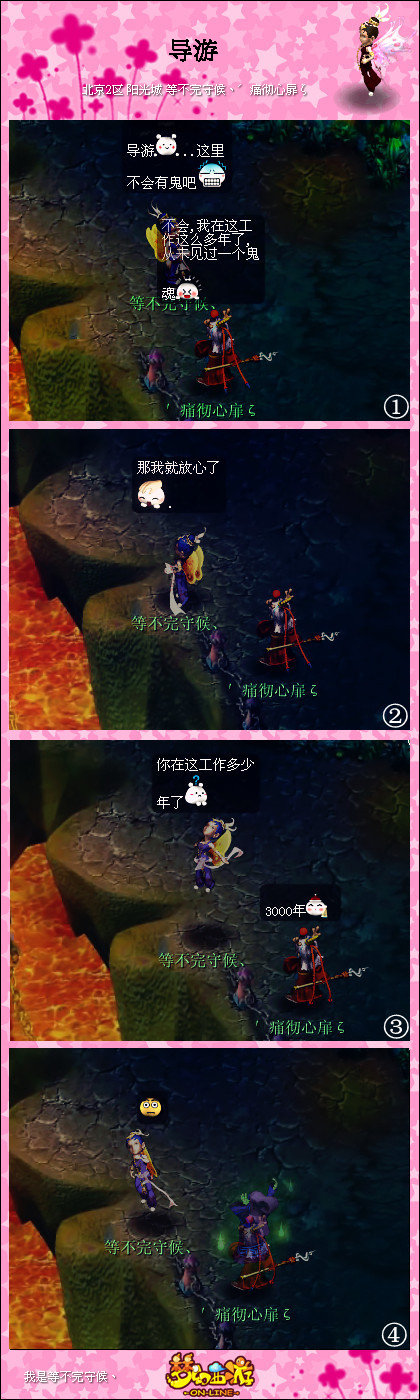 导游
北京2区 阳光城 等不完守候、 ′痛彻心扉ζ
导游...这里
不会有鬼吧
不会,我在这工
作这么多年了,
从未见过一个鬼
魂
等不完守候、
′痛彻心扉ζ
①
那我就放心了
.
等不完守候、
′痛彻心扉ζ
②
你在这工作多少
年了
3000年
等不完守候、
′痛彻心扉ζ
③
等不完守候、
′痛彻心扉ζ
④
我是等不完守候、
梦幻西游
ON-LINE